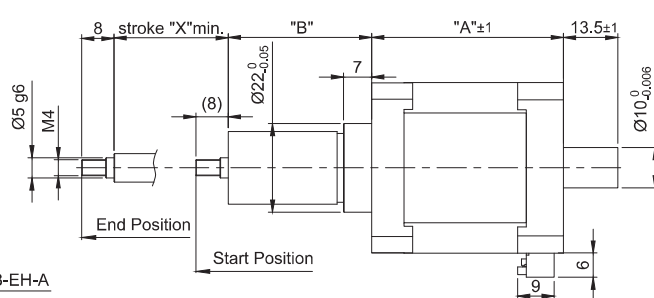 8
stroke "X"min.
"B"
"A"±1
13.5±1
Ø22 0 -0.05
7
(8)
Ø5 g6
M4
Ø10 0 -0.006
End Position
Start Position
6
9
-EH-A